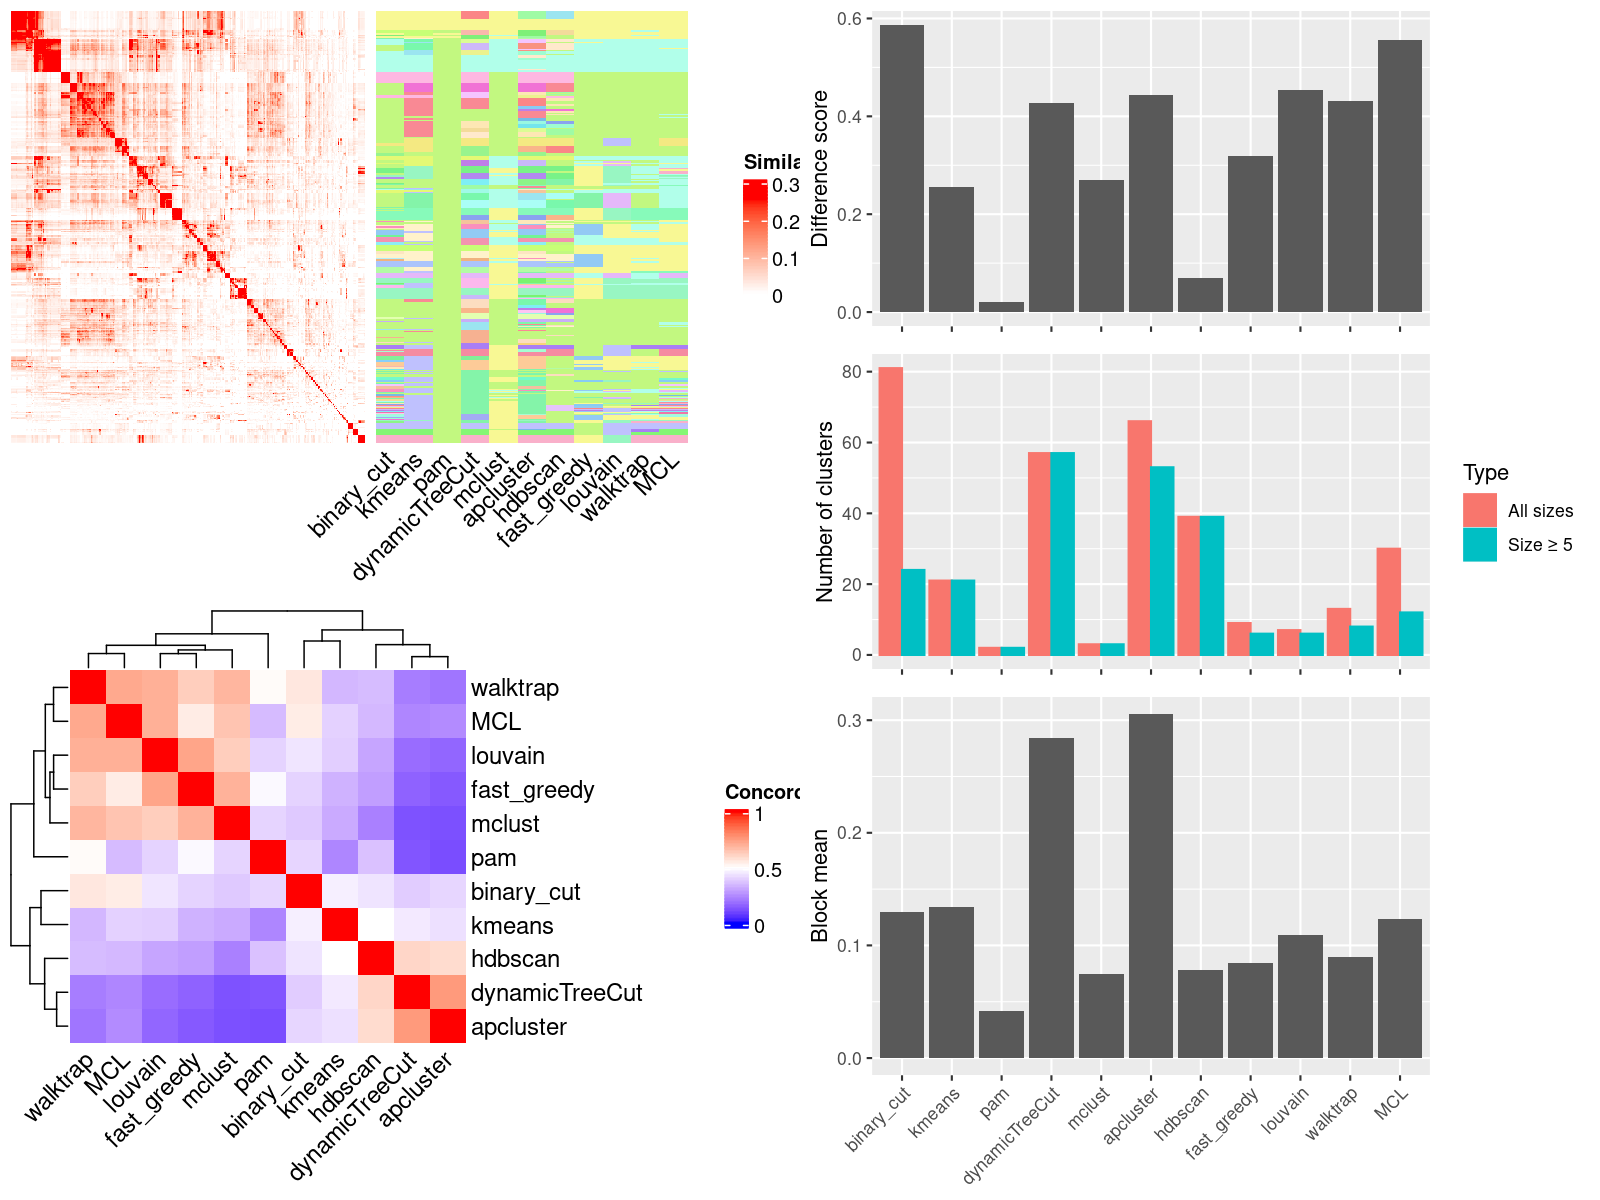 Simila
0.3
0.2
0.1
0
binary_cut
kmeans
pam
dynamicTreeCut
mclust
apcluster
hdbscan
fast_greedy
louvain
walktrap
MCL
Difference score
0.6
0.4
0.2
0.0
Number of clusters
80
60
40
20
0
Type
All sizes
Size ≥ 5
walktrap
MCL
louvain
fast_greedy
mclust
pam
binary_cut
kmeans
hdbscan
dynamicTreeCut
apcluster
walktrap
MCL
louvain
fast_greedy
mclust
pam
binary_cut
kmeans
hdbscan
dynamicTreeCut
apcluster
Concord
1
0.5
0
Block mean
0.3
0.2
0.1
0.0
binary_cut
kmeans
pam
dynamicTreeCut
mclust
apcluster
hdbscan
fast_greedy
louvain
walktrap
MCL